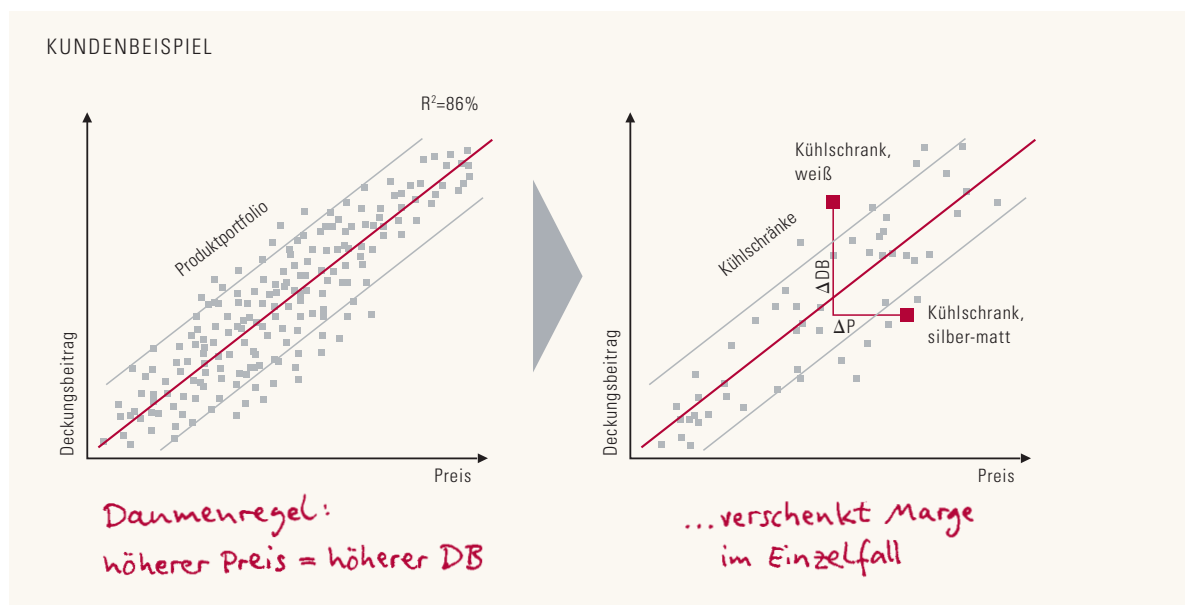 KUNDENBEISPIEL
R²=86%
Produktportfolio
Deckungsbeitrag
Preis
Daumenregel:
höherer Preis = höherer DB
Kühlschrank,
weiß
Kühlschränke
ΔDB
ΔP
Kühlschrank,
silber-matt
Deckungsbeitrag
Preis
...verschenkt Marge
im Einzelfall